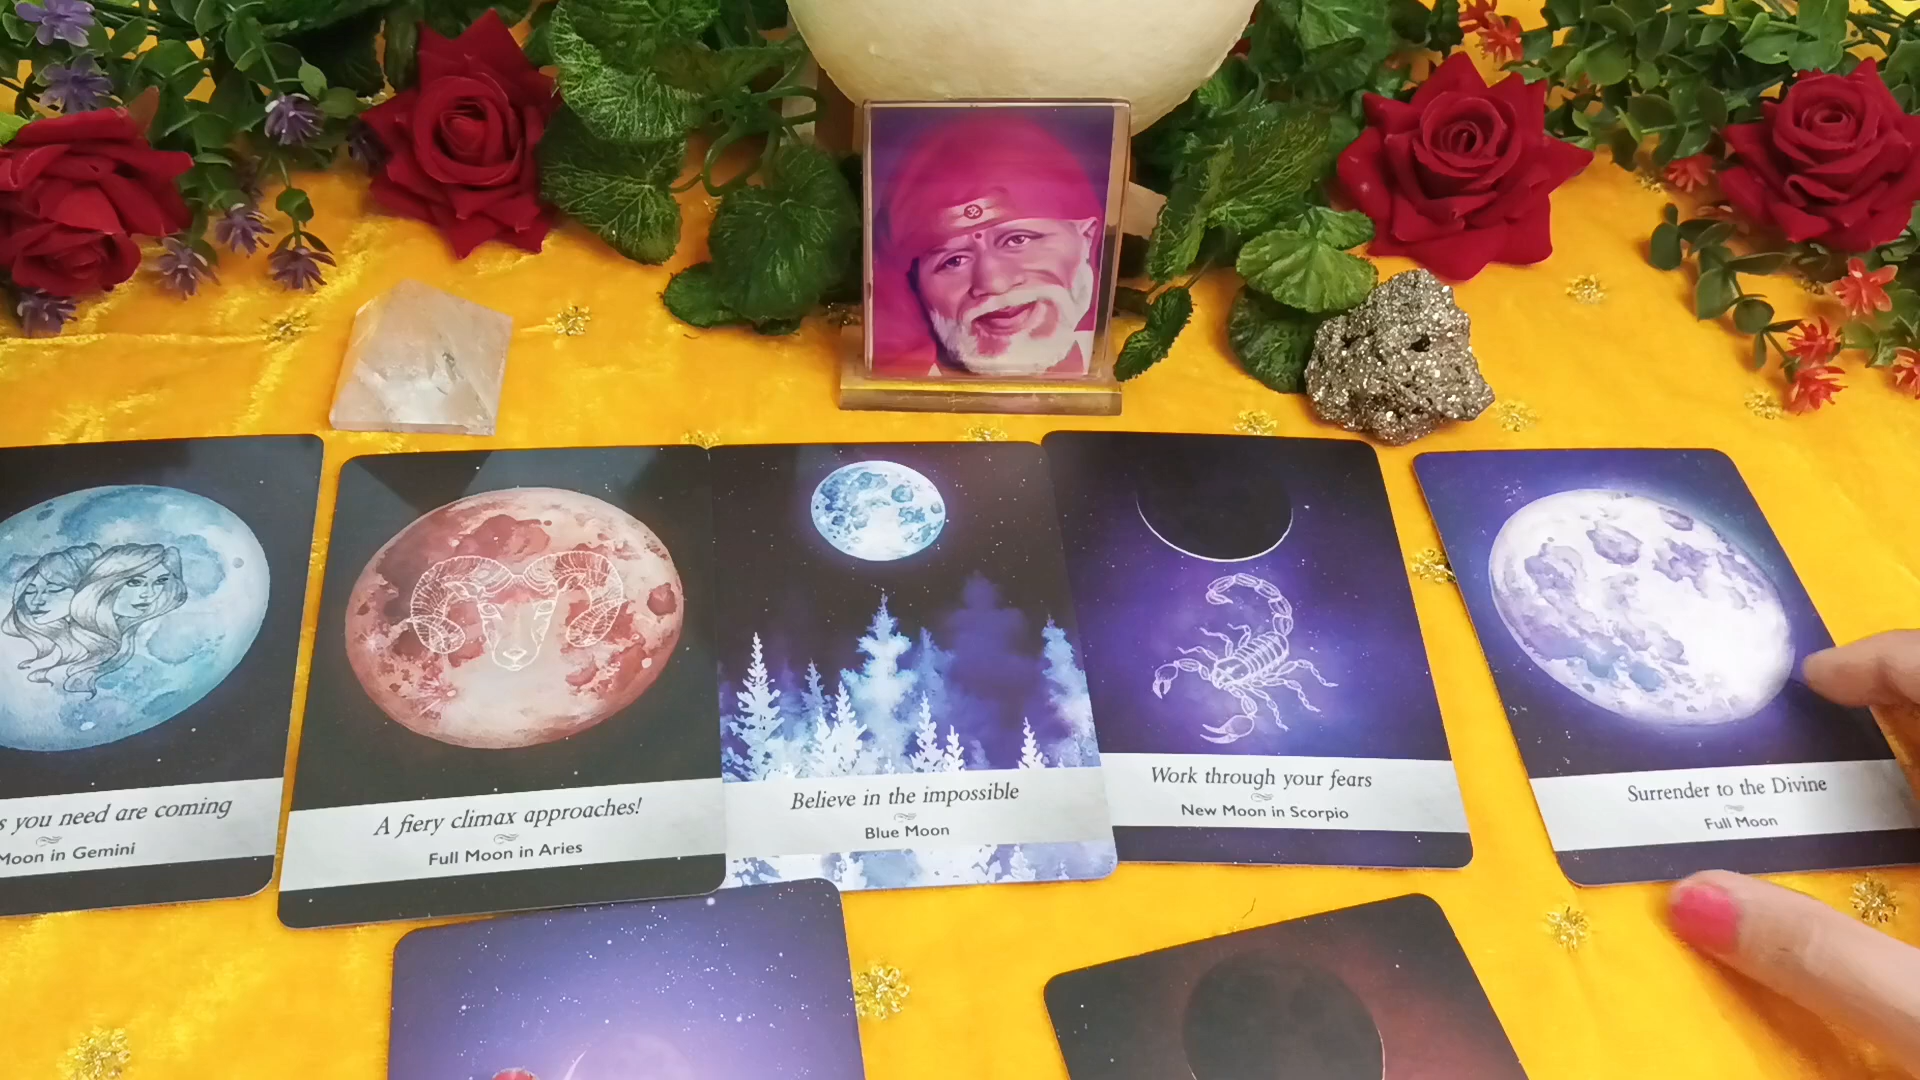 s you need are coming
Moon in Gemini
A fiery climax approaches!
Full Moon in Aries
Believe in the impossible
Blue Moon
Work through your fears
New Moon in Scorpio
Surrender to the Divine
Full Moon